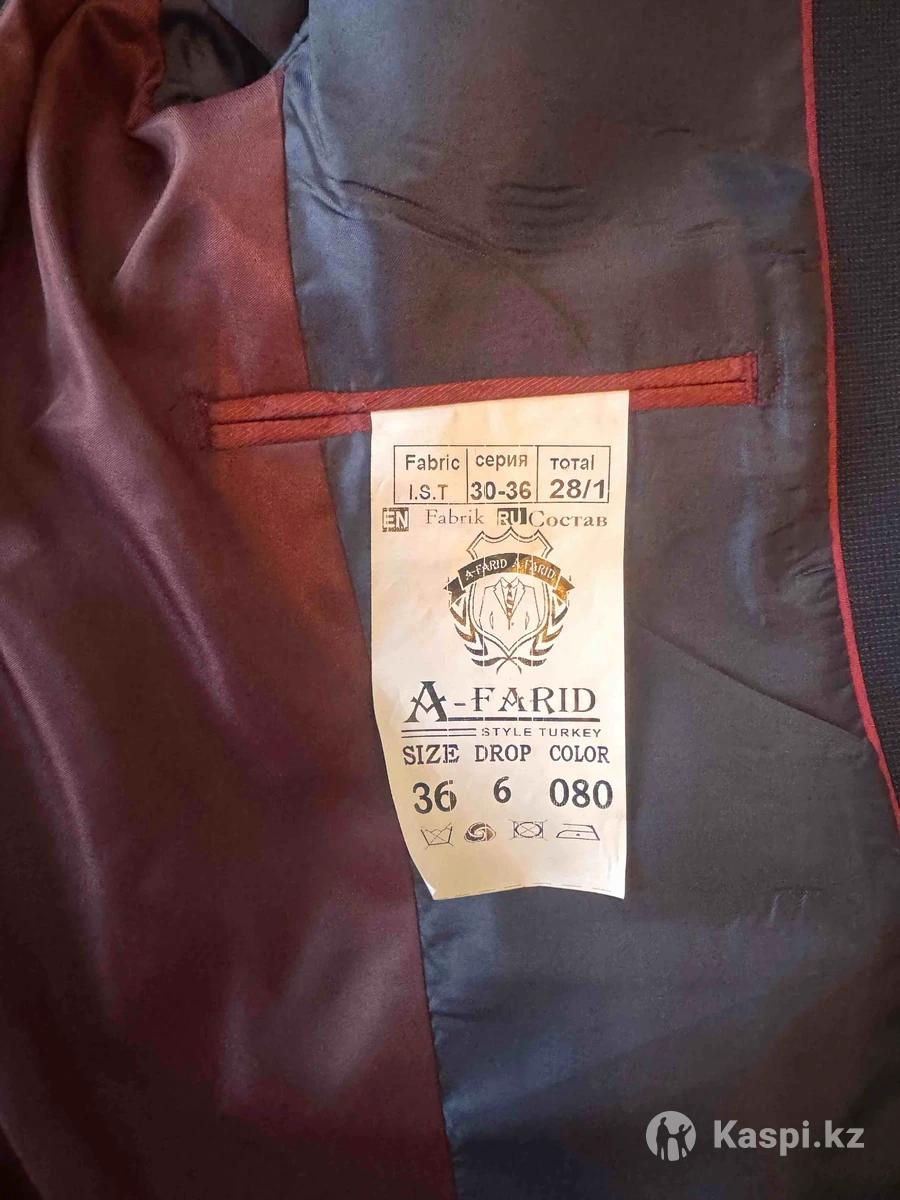 Fabric серия тотаl
I.S.T 30-36 28/1
EN Fabrik RU Состав
A-FARID A-FARID
A-FARID
STYLE TURKEY
SIZE DROP COLOR
36 6 080
Kaspi.kz